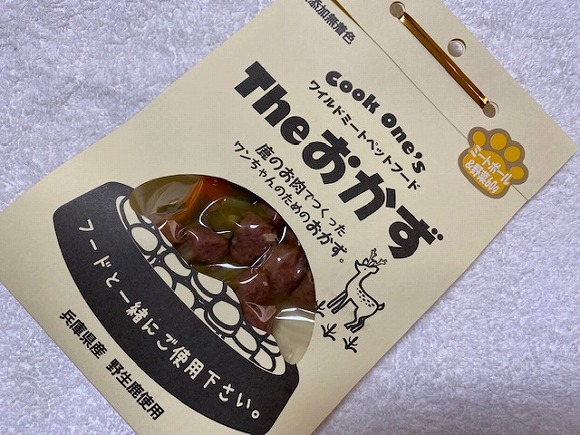 添加無着色
Cook One's
ワイルドミートペットフード
Theおかず
鹿のお肉でつくった
ワンちゃんのためのおかず。
ミートボール
&野菜60g
フードと一緒にご使用下さい。
兵庫県産 野生鹿使用